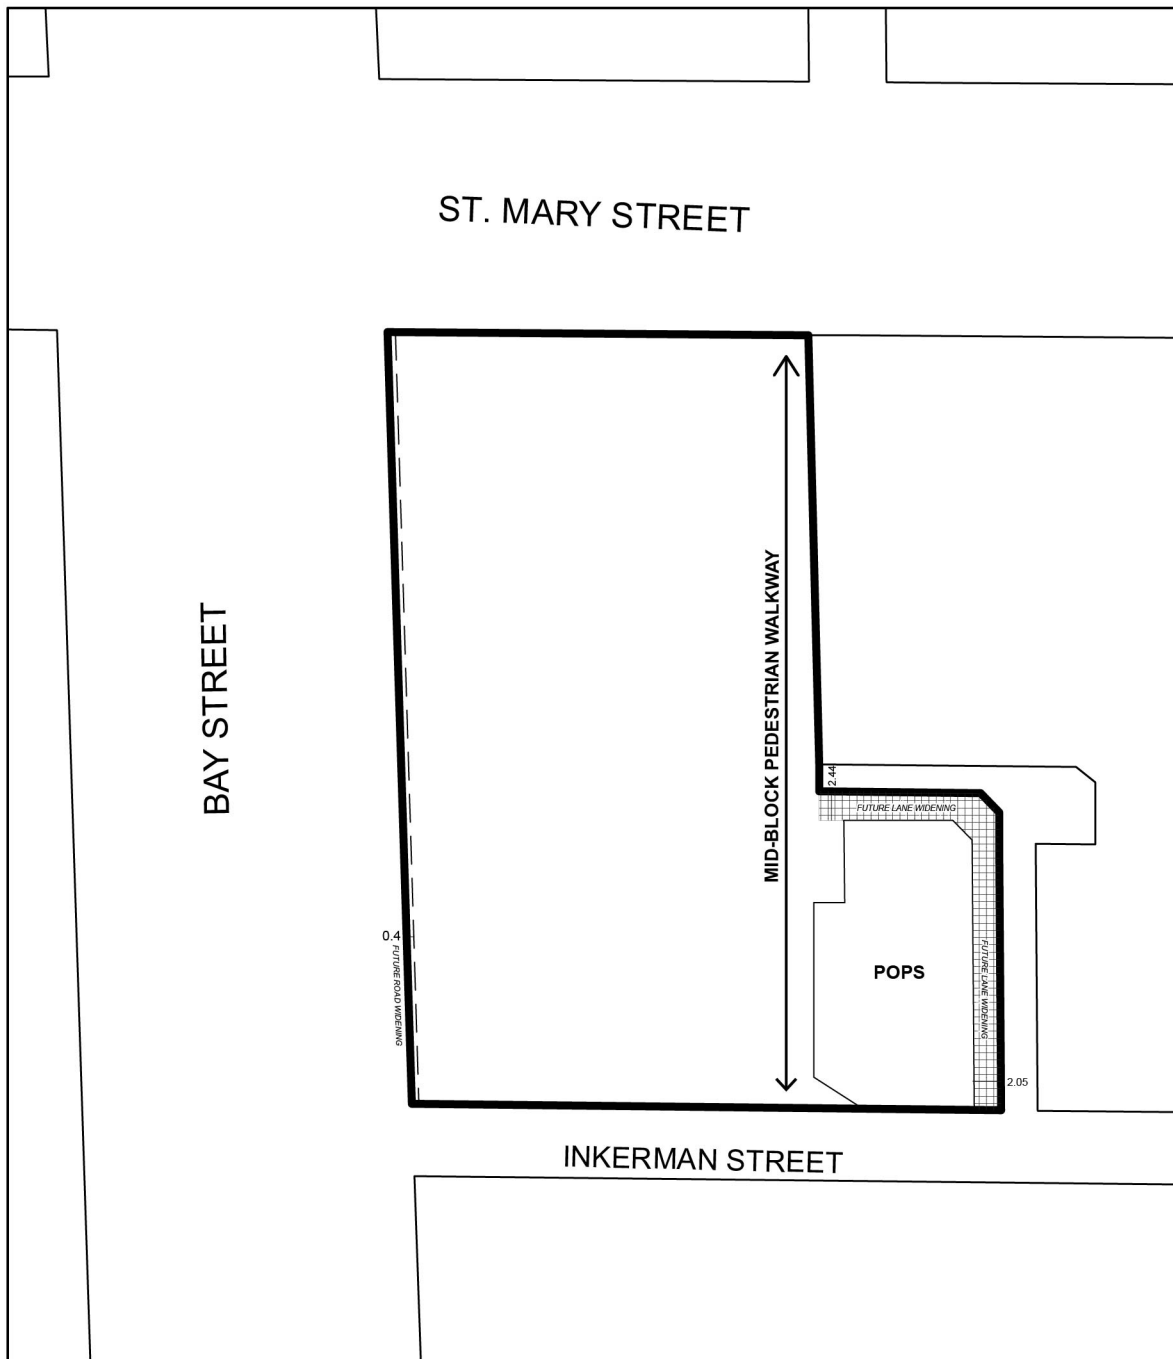 ST. MARY STREET
BAY STREET
MID-BLOCK PEDESTRIAN WALKWAY
2.44
FUTURE LANE WIDENING
0.4
FUTURE ROAD WIDENING
POPS
FUTURE LANE WIDENING
2.05
INKERMAN STREET